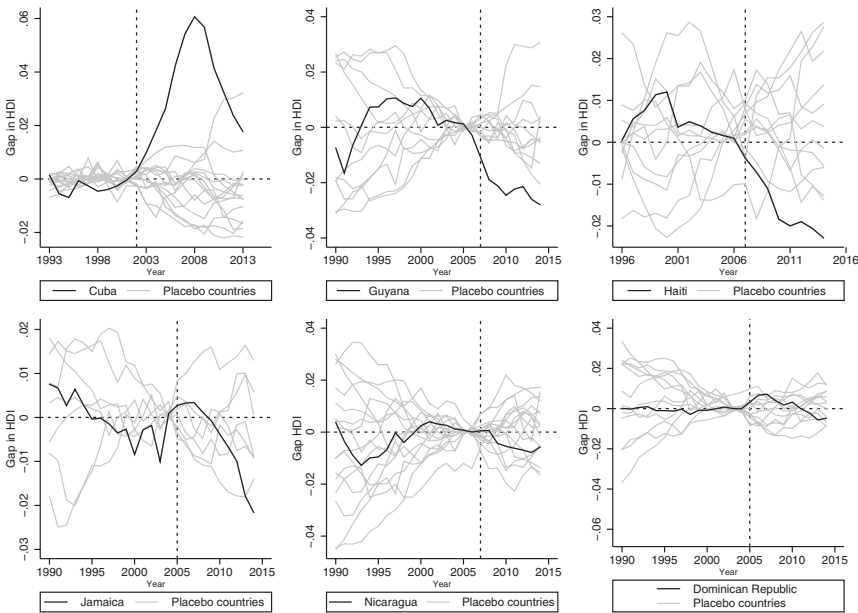 Gap in HDI
.06
.04
.02
0
-.02
1993 1998 2003 2008 2013
Year
Cuba Placebo countries
Gap in HDI
.04
.02
0
-.02
-.04
1990 1995 2000 2005 2010 2015
Year
Guyana Placebo countries
Gap in HDI
.03
.02
.01
0
-.01
-.02
1996 2001 2006 2011 2016
Year
Haiti Placebo countries
Gap in HDI
.02
.01
0
-.01
-.02
-.03
1990 1995 2000 2005 2010 2015
Year
Jamaica Placebo countries
Gap in HDI
.04
.02
0
-.02
-.04
1990 1995 2000 2005 2010 2015
Year
Nicaragua Placebo countries
Gap in HDI
.04
.02
0
-.02
-.04
-.06
1990 1995 2000 2005 2010 2015
Year
Dominican Republic
Placebo countries